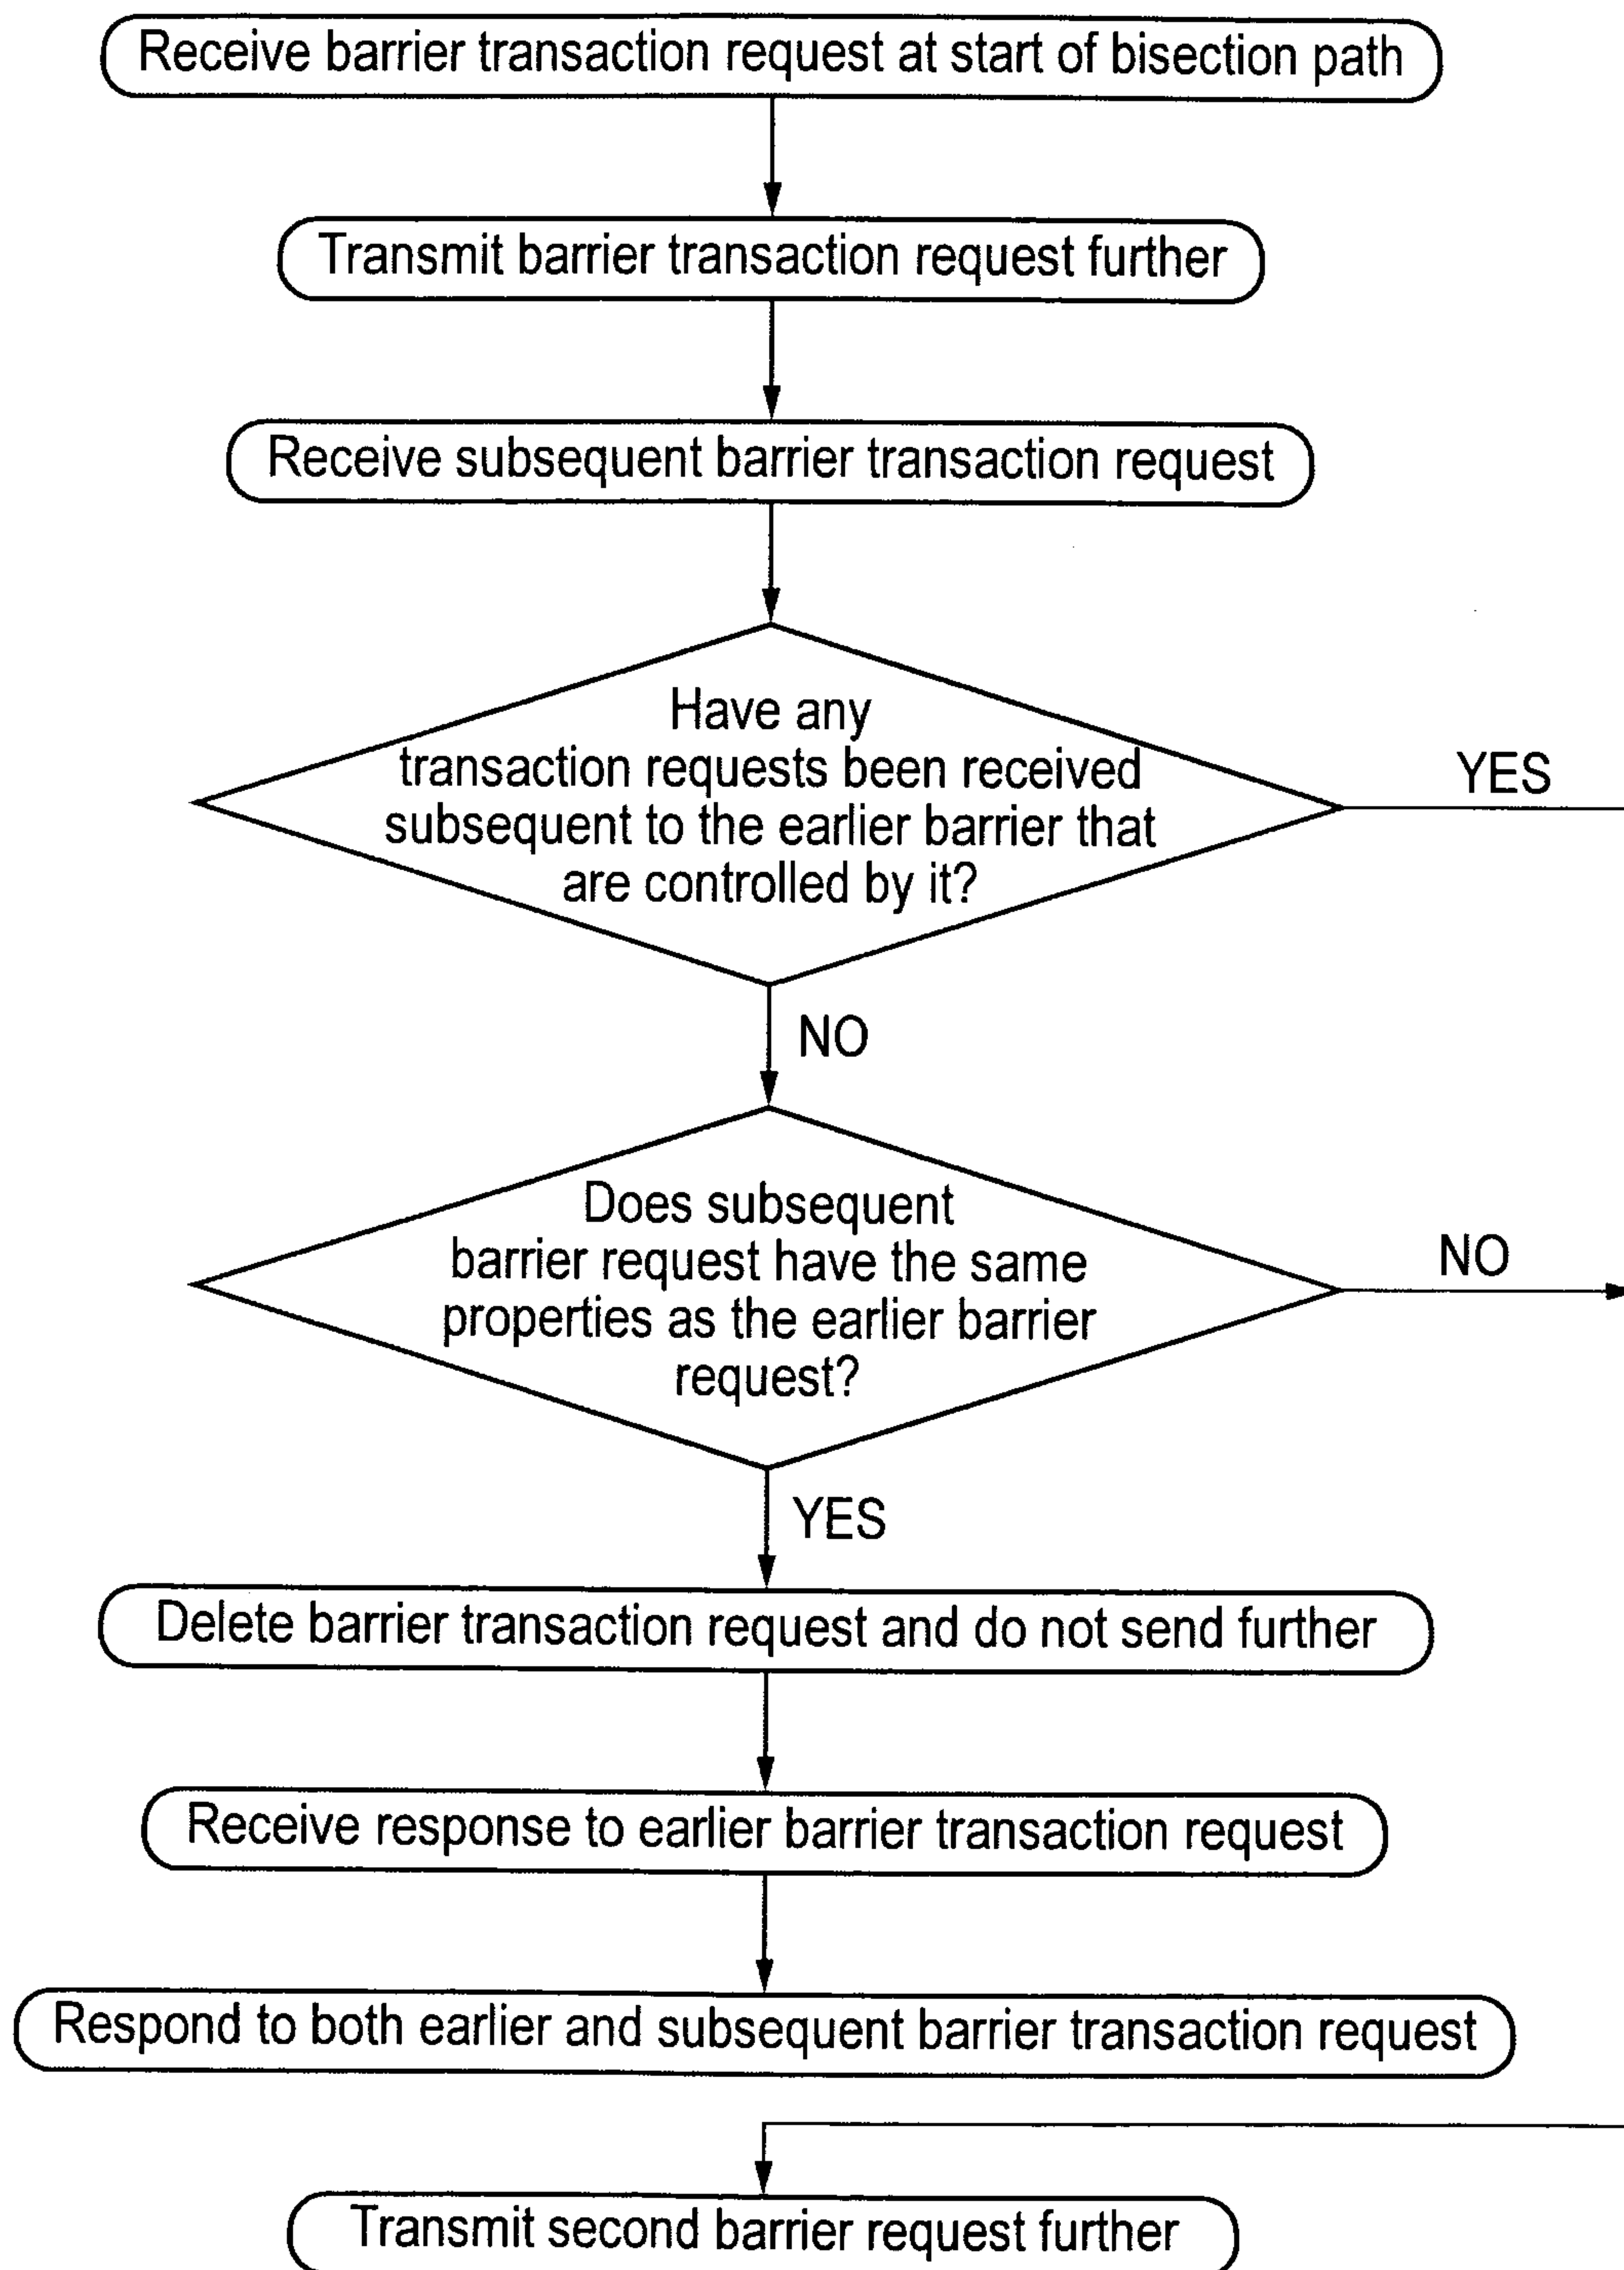 Receive barrier transaction request at start of bisection path
Transmit barrier transaction request further
Receive subsequent barrier transaction request
Have any
transaction requests been received
subsequent to the earlier barrier that
are controlled by it?
YES
NO
Does subsequent
barrier request have the same
properties as the earlier barrier
request?
NO
YES
Delete barrier transaction request and do not send further
Receive response to earlier barrier transaction request
Respond to both earlier and subsequent barrier transaction request
Transmit second barrier request further